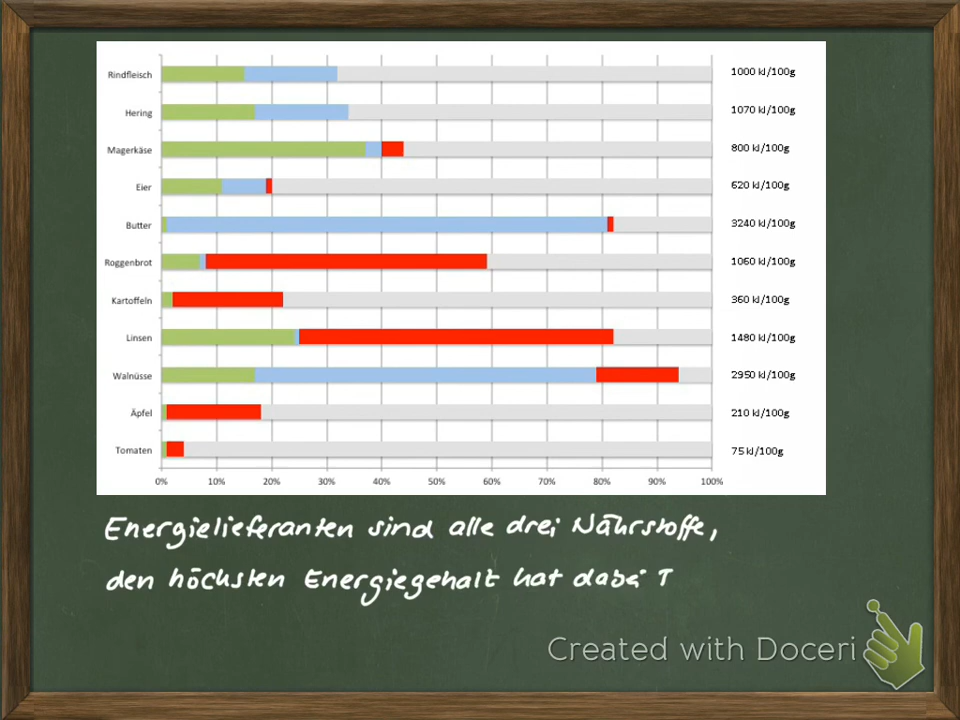 Rindfleisch 1000 kJ/100g
Hering 1070 kJ/100g
Magerkäse 800 kJ/100g
Eier 620 kJ/100g
Butter 3240 kJ/100g
Roggenbrot 1060 kJ/100g
Kartoffeln 360 kJ/100g
Linsen 1480 kJ/100g
Walnüsse 2950 kJ/100g
Äpfel 210 kJ/100g
Tomaten 75 kJ/100g
0% 10% 20% 30% 40% 50% 60% 70% 80% 90% 100%
Energielieferanten sind alle drei Nährstoffe,
den höchsten Energiegehalt hat dabei T
Created with Doceri